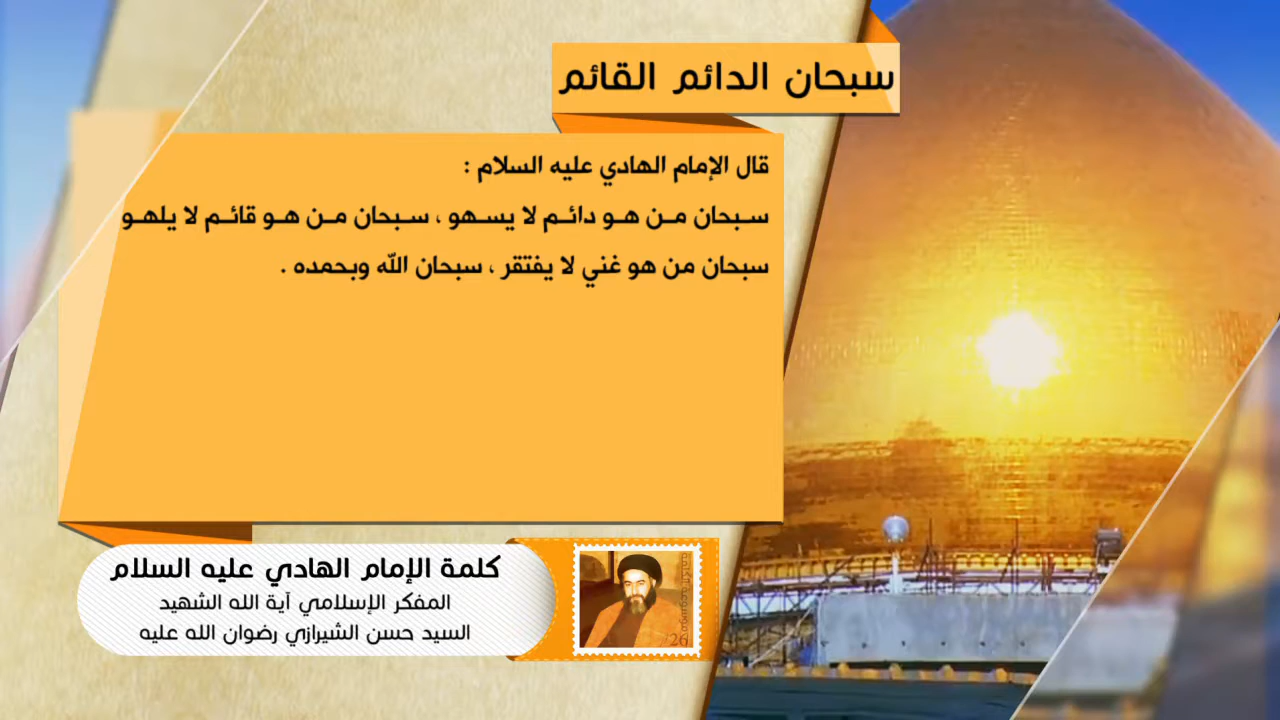 سبحان الدائم القائم
قال الإمام الهادي عليه السلام :
سبحان من هو دائم لا يسهو ، سبحان من هو قائم لا يلهو
سبحان من هو غني لا يفتقر ، سبحان الله وبحمده .
كلمة الإمام الهادي عليه السلام
المفكر الإسلامي آية الله الشهيد
السيد حسن الشيرازي رضوان الله عليه
26